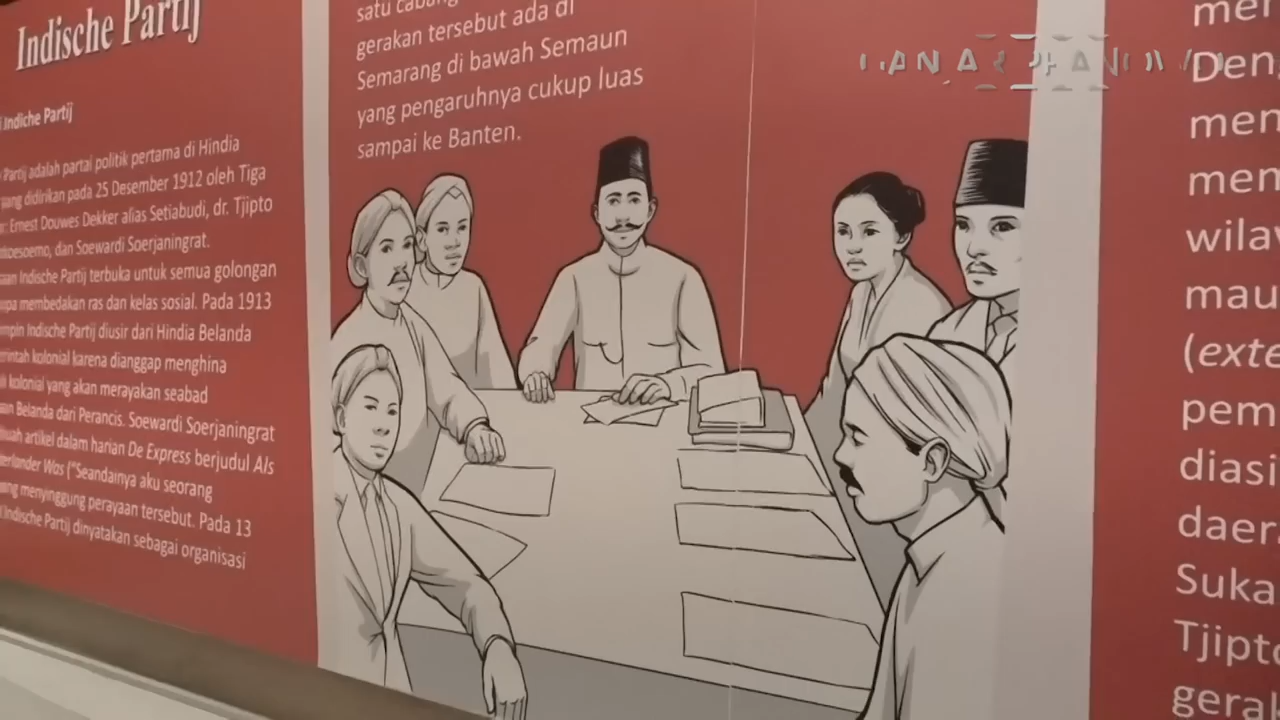 Indische Partij
Indiche Partij
Partij adalah partai politik pertama di Hindia
yang didirikan pada 25 Desember 1912 oleh Tiga
Ernest Douwes Dekker alias Setiabudi, dr. Tjipto
dan Soewardi Soerjaningrat.
Indische Partij terbuka untuk semua golongan
membedakan ras dan kelas sosial. Pada 1913
Indische Partij diusir dari Hindia Belanda
kolonial karena dianggap menghina
kolonial yang akan merayakan seabad
Belanda dari Perancis. Soewardi Soerjaningrat
artikel dalam harian De Express berjudul Als
Was ("Seandainya aku seorang
menyinggung perayaan tersebut. Pada 13
Indische Partij dinyatakan sebagai organisasi
satu cabang
gerakan tersebut ada di
Semarang di bawah Semaun
yang pengaruhnya cukup luas
sampai ke Banten.
Den
men
mem
wilay
mau
(exte
pem
diasi
daer
Suka
Tjipto
gerak